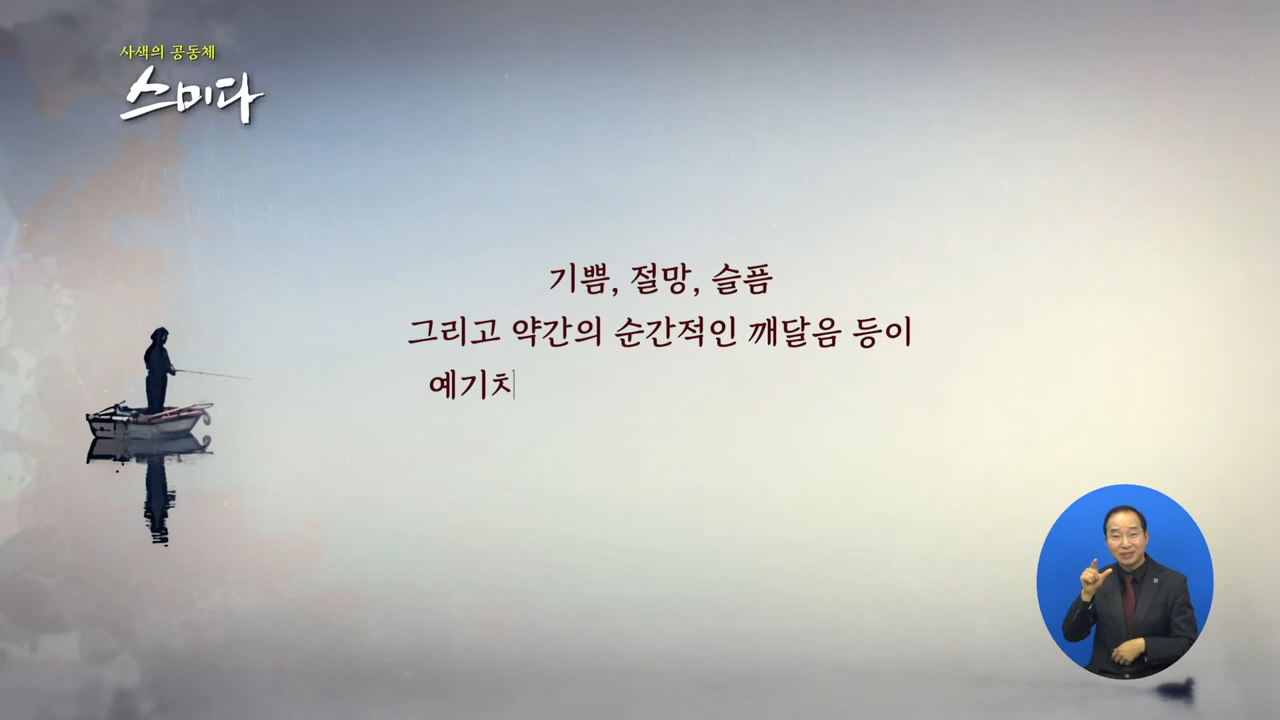 사색의 공동체
스미다
기쁨, 절망, 슬픔
그리고 약간의 순간적인 깨달음 등이
예기치